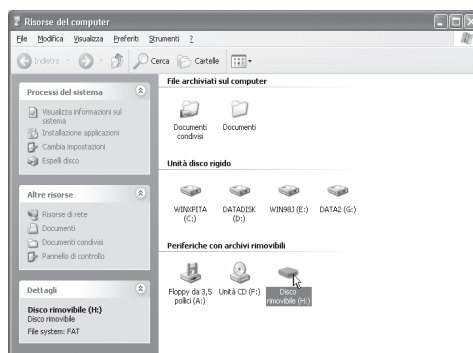 Risorse del computer
File Modifica Visualizza Preferiti Strumenti ?
Indietro Cerca Cartelle
Processi del sistema
Visualizza informazioni sul
sistema
Installazione applicazioni
Cambia impostazioni
Espelli disco
Altre risorse
Risorse di rete
Documenti
Documenti condivisi
Pannello di controllo
Dettagli
Disco rimovibile (H:)
Disco rimovibile
File system: FAT
File archiviati sul computer
Documenti
condivisi
Documenti
Unità disco rigido
WINXPITA
(C:)
DATADISK
(D:)
WIN98J (E:)
DATA2 (G:)
Periferiche con archivi rimovibili
Floppy da 3,5
pollici (A:)
Unità CD (F:)
Disco
rimovibile (H:)